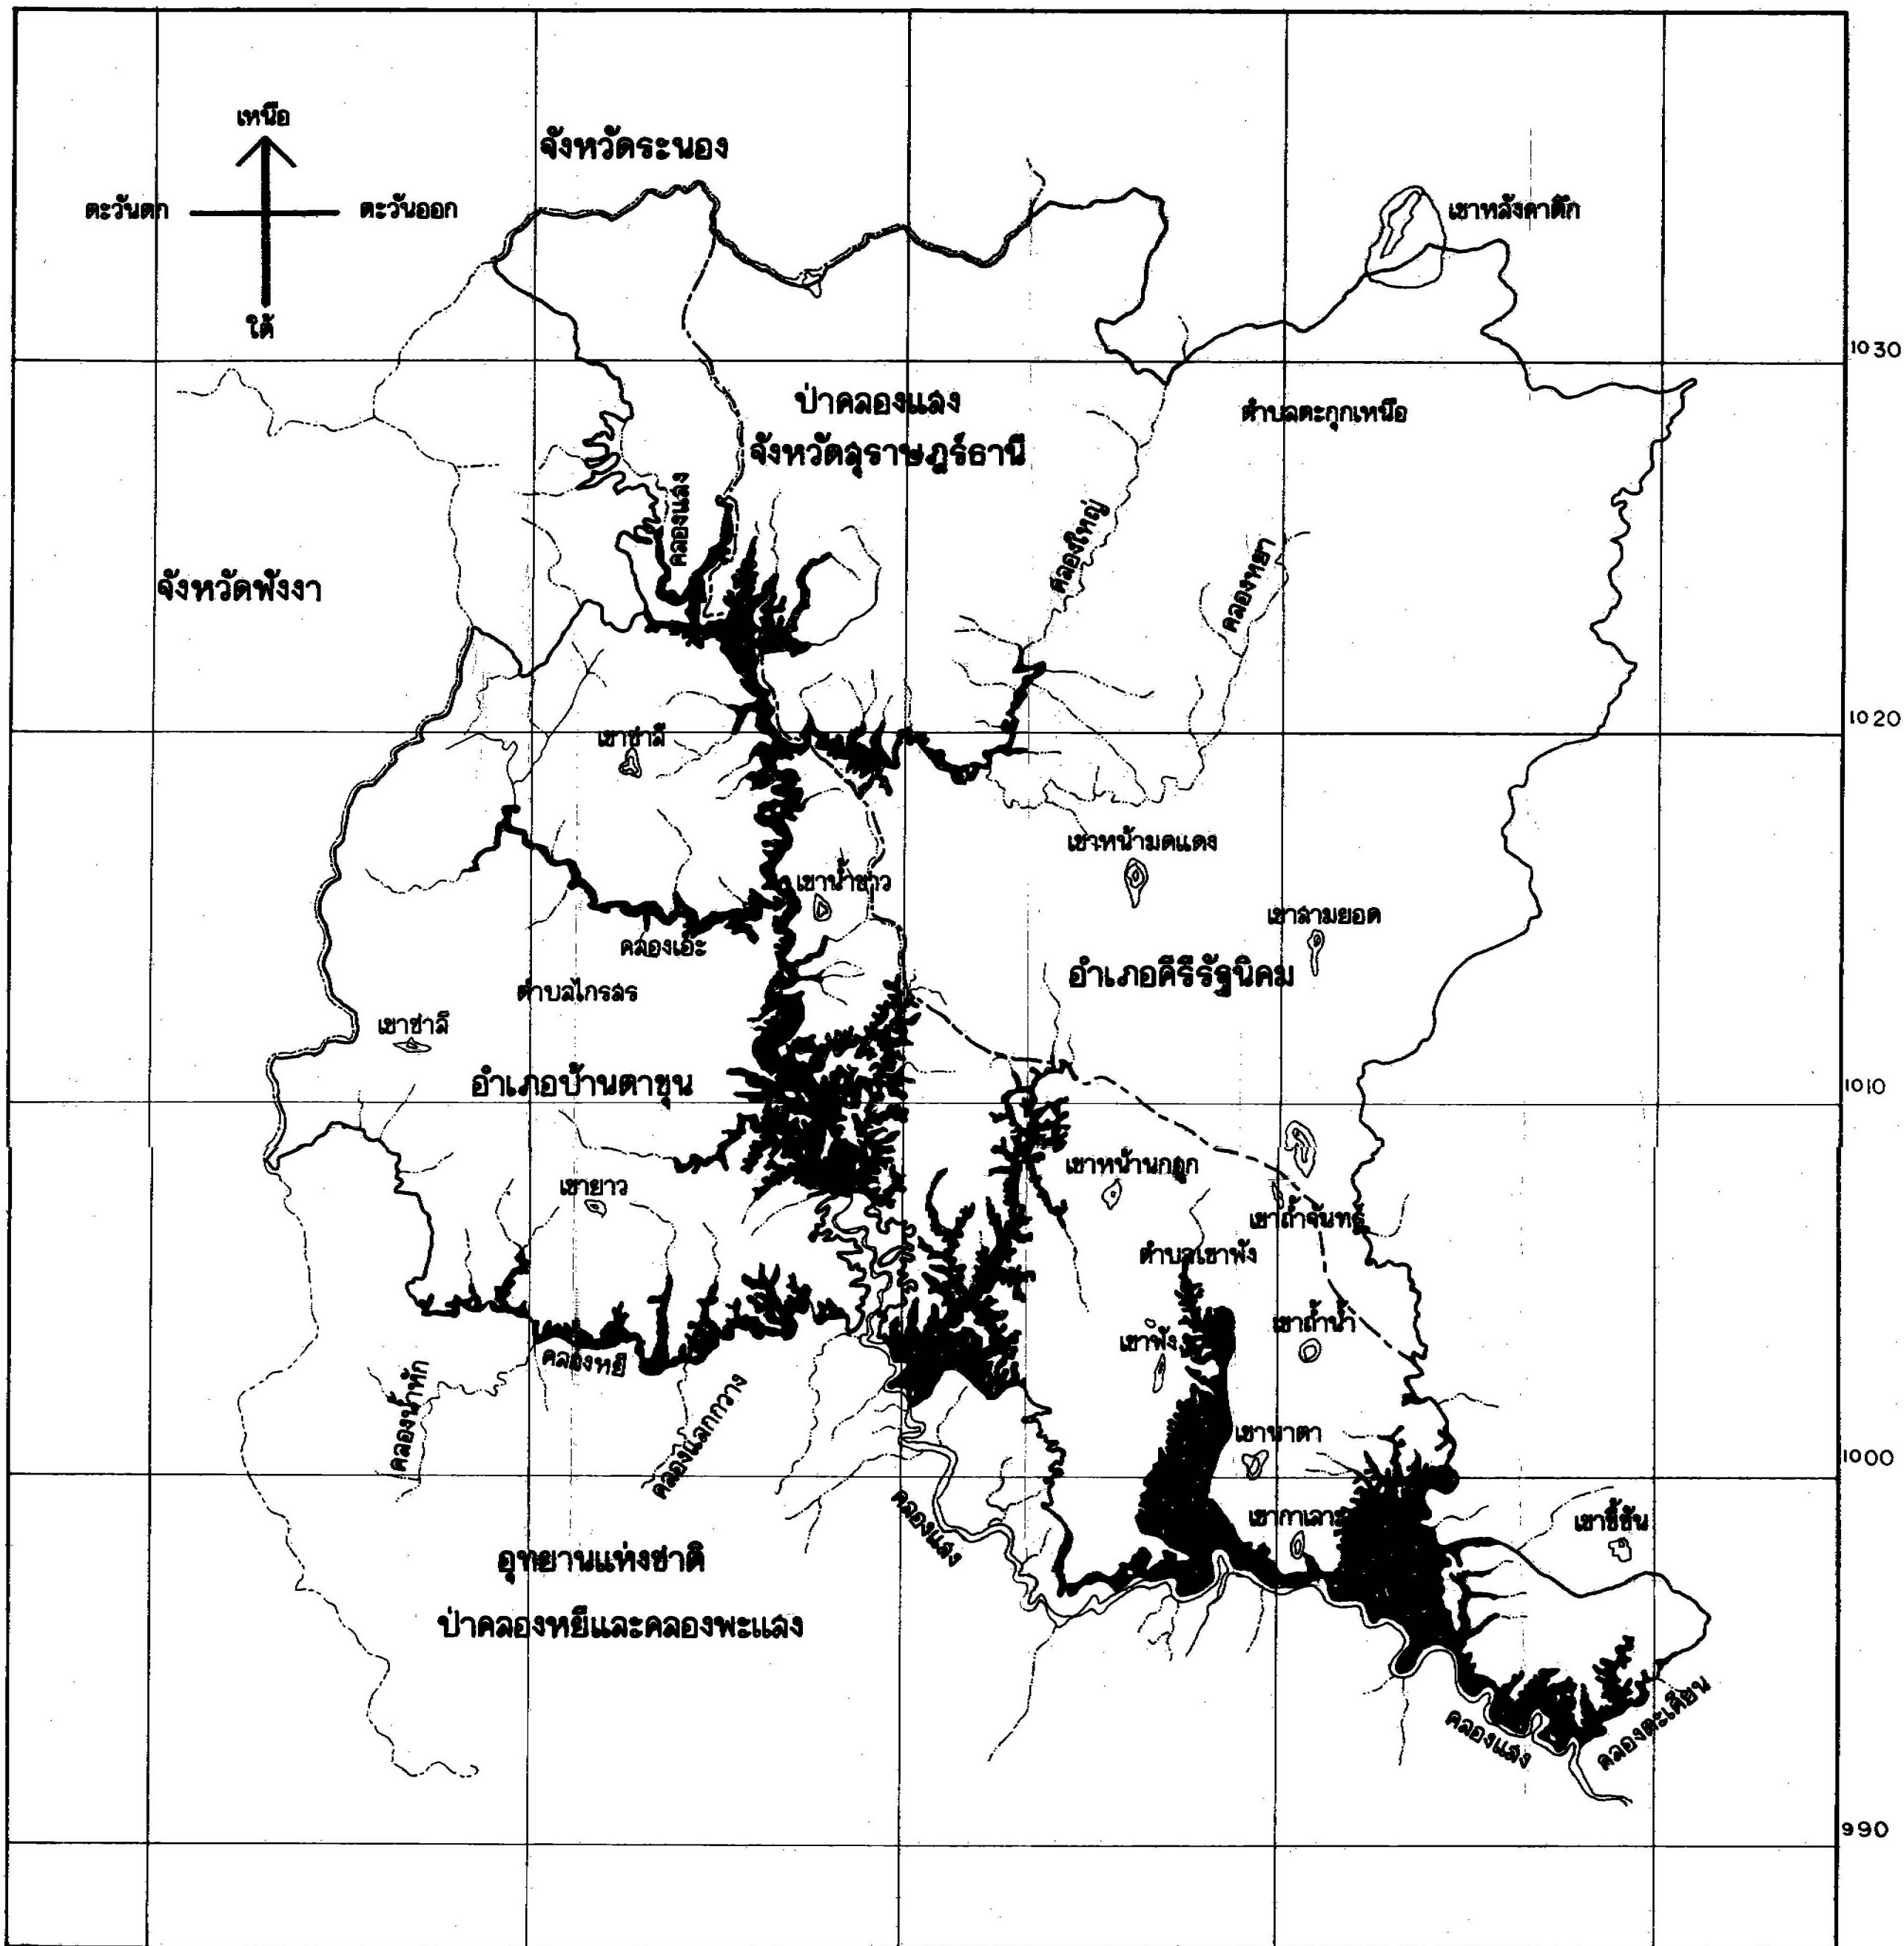 เหนือ
จังหวัดระนอง
ตะวันตก
ตะวันออก
เขาหลังคาตึก
ใต้
1030
ป่าคลองแสง
ตำบลตะกุกเหนือ
จังหวัดสุราษฎร์ธานี
คลองแสง
คลองใหญ่
คลองหยา
จังหวัดพังงา
1020
เขาชาลี
เขาหน้ามดแดง
เขาน้ำขาว
เขาสามยอด
คลองเอ๊ะ
อำเภอคีรีรัฐนิคม
ตำบลไกรสร
เขาชาลี
อำเภอบ้านตาขุน
1010
เขาหน้านกฮูก
เขายาว
เขาถ้ำจันทร์
ตำบลเขาพัง
เขาถ้ำน้ำ
เขาพัง
คลองหยี
คลองน้ำทัก
คลองแลกกวาง
เขานาตา
1000
คลองแสง
เขากาเลาะ
เขาขี้ชัน
อุทยานแห่งชาติ
ป่าคลองหยีและคลองพะแสง
คลองแสง
คลองตะเคียน
990